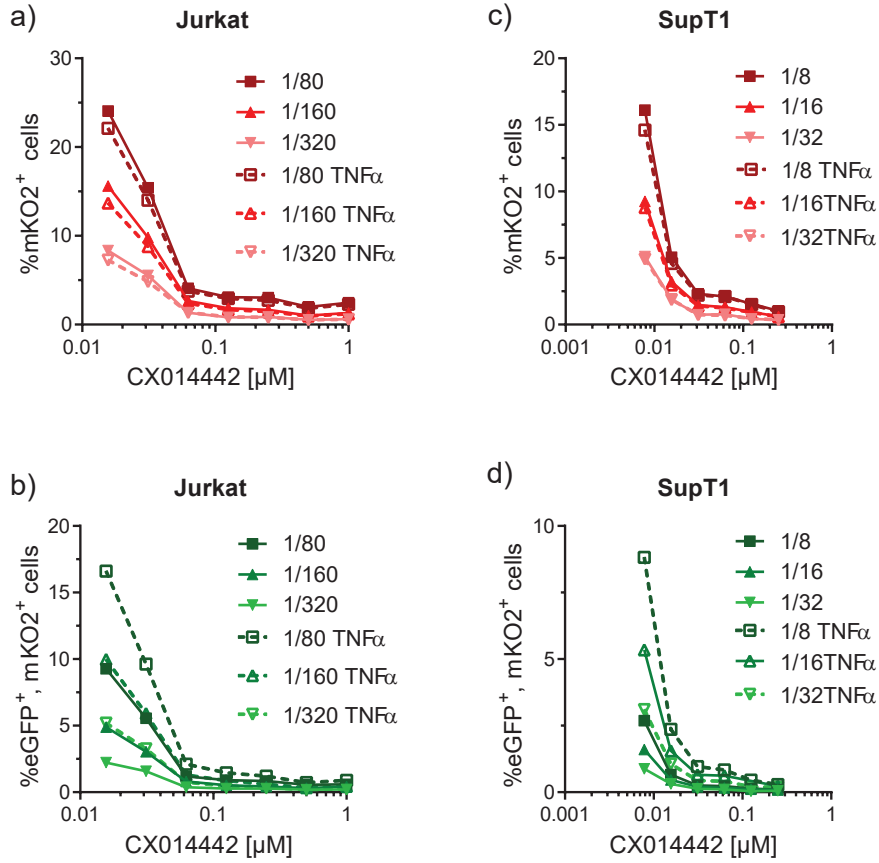 a)
Jurkat
30
20
10
0
%mKO2+ cells
0.01
0.1
1
CX014442 [µM]
1/80
1/160
1/320
1/80 TNFα
1/160 TNFα
1/320 TNFα
c)
SupT1
20
15
10
5
0
%mKO2+ cells
0.001
0.01
0.1
1
CX014442 [µM]
1/8
1/16
1/32
1/8 TNFα
1/16TNFα
1/32TNFα
b)
Jurkat
20
15
10
5
0
%eGFP+, mKO2+ cells
0.01
0.1
1
CX014442 [µM]
1/80
1/160
1/320
1/80 TNFα
1/160 TNFα
1/320 TNFα
d)
SupT1
10
5
0
%eGFP+, mKO2+ cells
0.001
0.01
0.1
1
CX014442 [µM]
1/8
1/16
1/32
1/8 TNFα
1/16TNFα
1/32TNFα